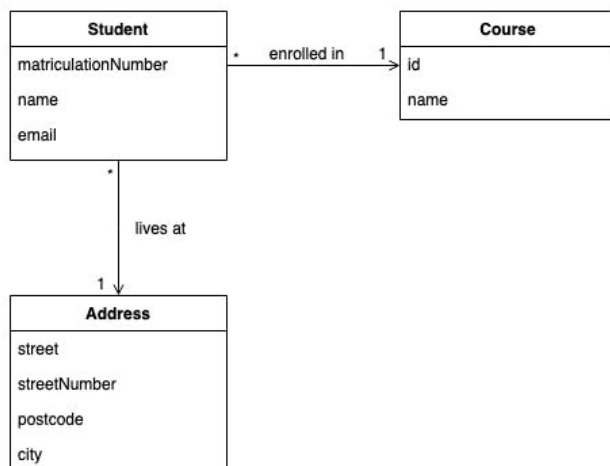 Student
matriculationNumber
name
email
* enrolled in 1
Course
id
name
*
lives at
1
Address
street
streetNumber
postcode
city